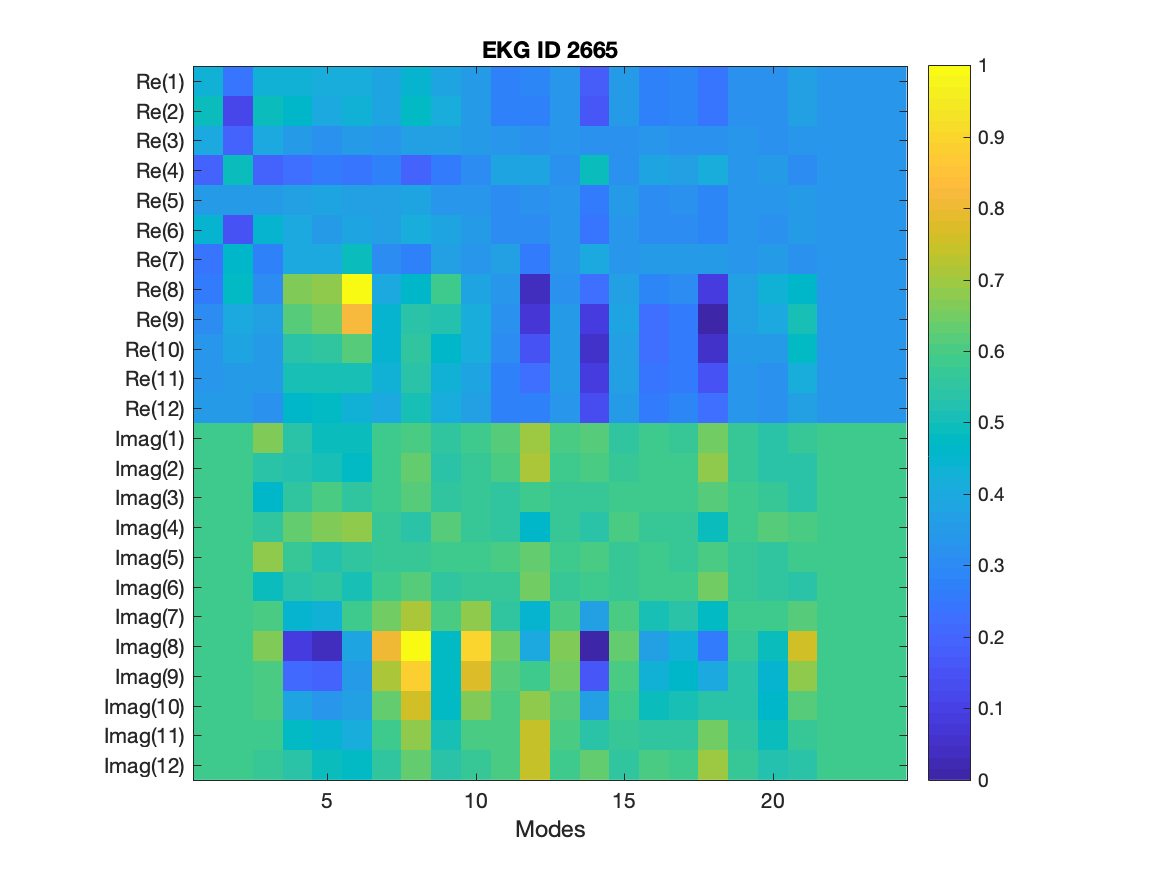 EKG ID 2665
Re(1)
Re(2)
Re(3)
Re(4)
Re(5)
Re(6)
Re(7)
Re(8)
Re(9)
Re(10)
Re(11)
Re(12)
Imag(1)
Imag(2)
Imag(3)
Imag(4)
Imag(5)
Imag(6)
Imag(7)
Imag(8)
Imag(9)
Imag(10)
Imag(11)
Imag(12)
5 10 15 20
Modes
1
0.9
0.8
0.7
0.6
0.5
0.4
0.3
0.2
0.1
0